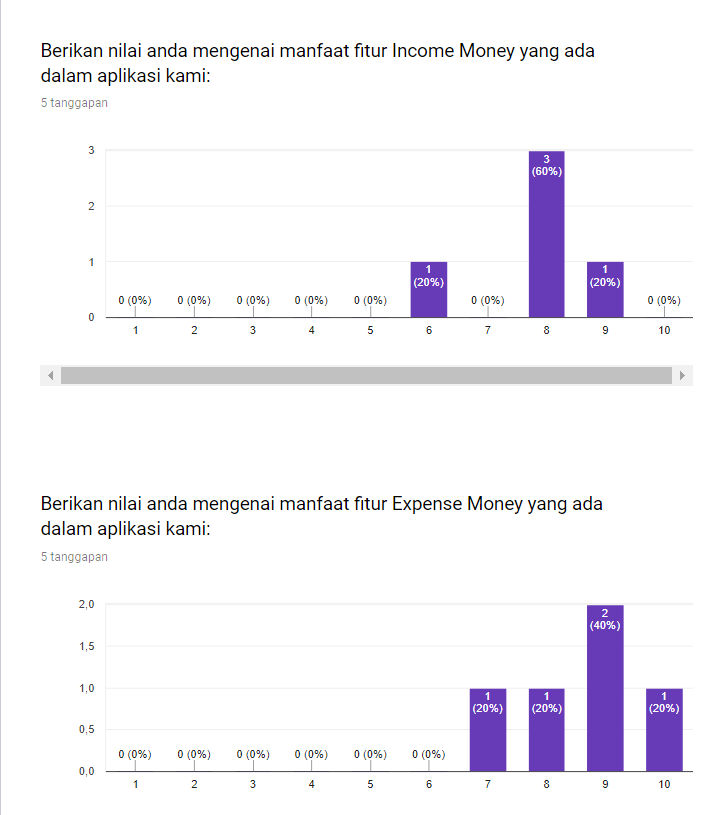 Berikan nilai anda mengenai manfaat fitur Income Money yang ada
dalam aplikasi kami:
5 tanggapan
3
2
1
0
0 (0%) 0 (0%) 0 (0%) 0 (0%) 0 (0%) 1 (20%) 0 (0%) 3 (60%) 1 (20%) 0 (0%)
1 2 3 4 5 6 7 8 9 10
Berikan nilai anda mengenai manfaat fitur Expense Money yang ada
dalam aplikasi kami:
5 tanggapan
2,0
1,5
1,0
0,5
0,0
0 (0%) 0 (0%) 0 (0%) 0 (0%) 0 (0%) 0 (0%) 1 (20%) 1 (20%) 2 (40%) 1 (20%)
1 2 3 4 5 6 7 8 9 10